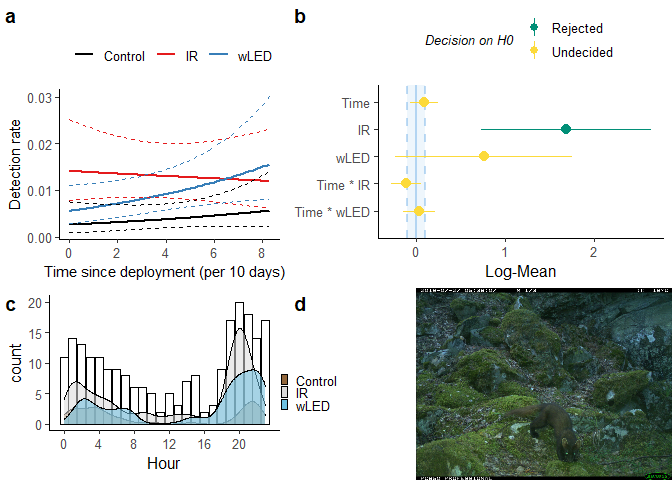 a
Control IR wLED
Detection rate
0.03
0.02
0.01
0.00
0 2 4 6 8
Time since deployment (per 10 days)
b
Decision on H0
Rejected
Undecided
Time
IR
wLED
Time * IR
Time * wLED
0 1 2
Log-Mean
c
count
20
15
10
5
0
0 4 8 12 16 20
Hour
Control
IR
wLED
d